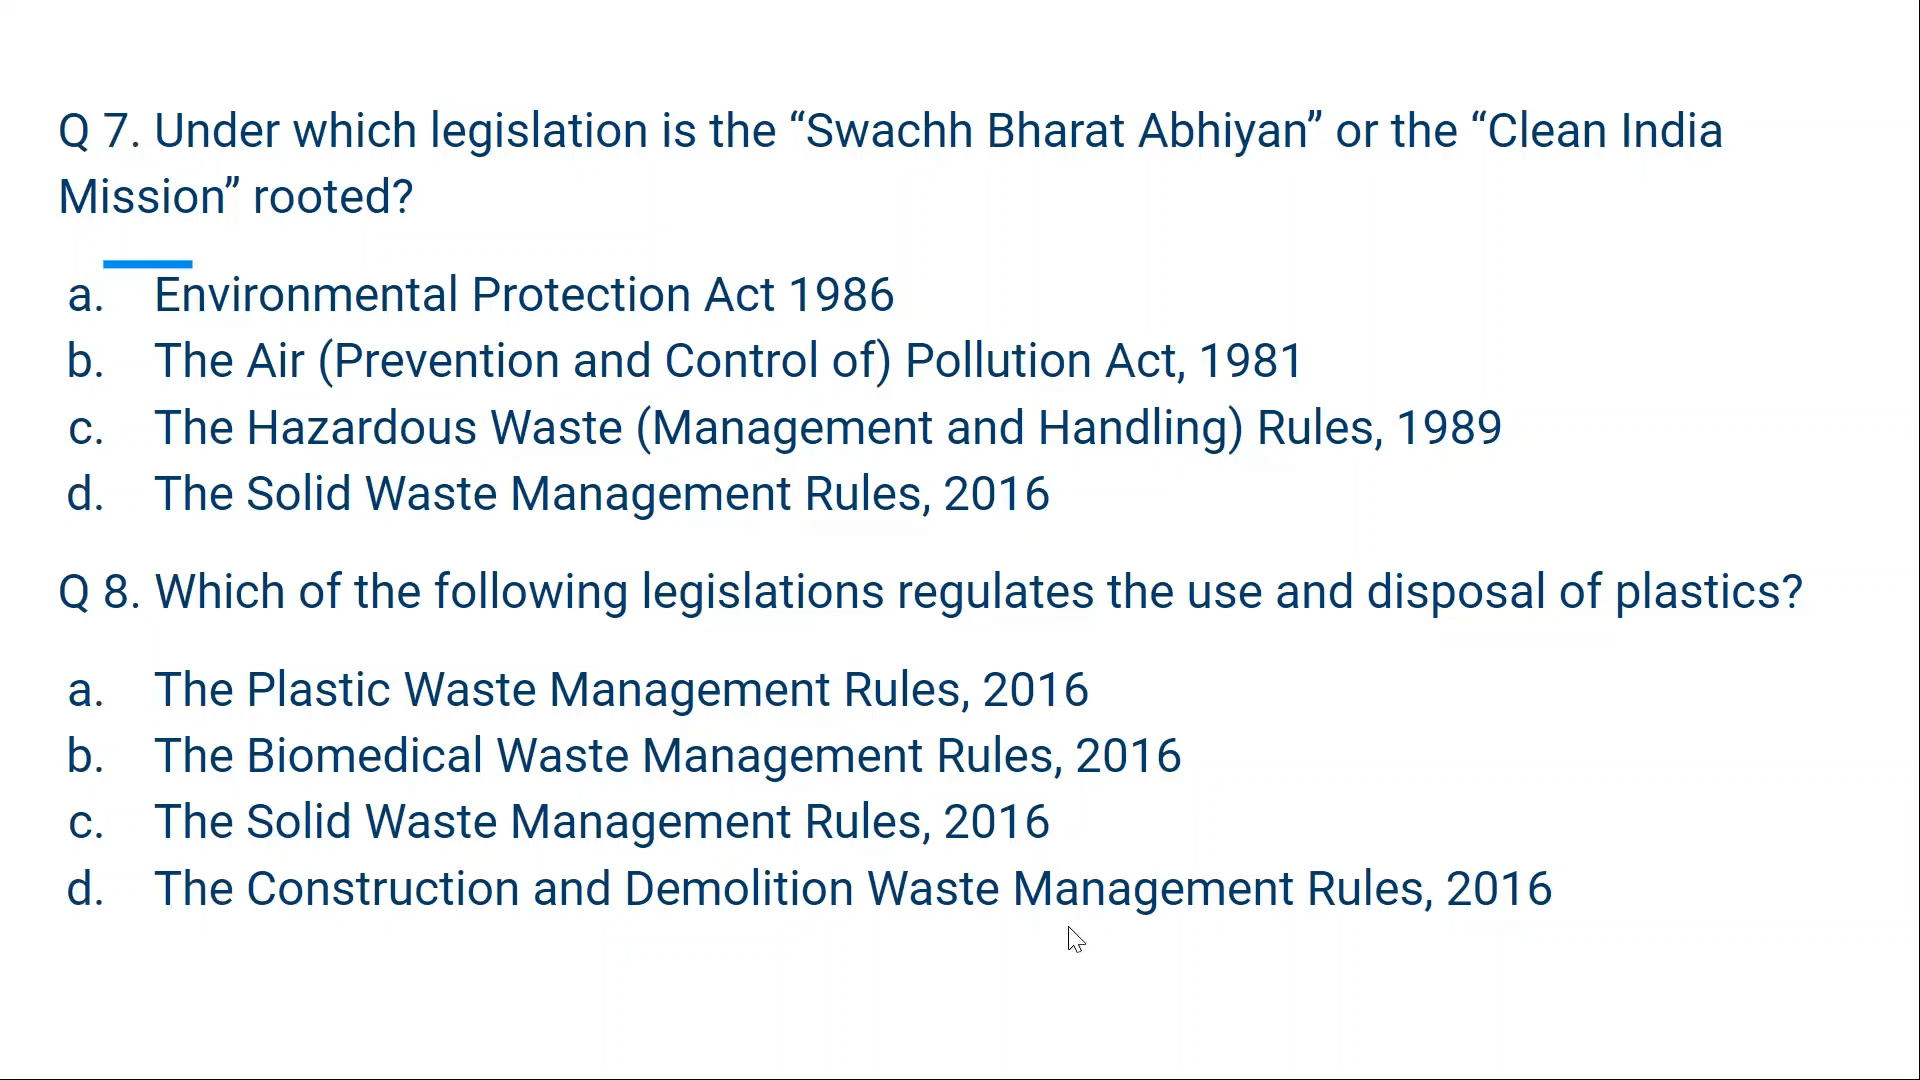 Q 7. Under which legislation is the “Swachh Bharat Abhiyan” or the “Clean India
Mission” rooted?
a. Environmental Protection Act 1986
b. The Air (Prevention and Control of) Pollution Act, 1981
c. The Hazardous Waste (Management and Handling) Rules, 1989
d. The Solid Waste Management Rules, 2016
Q 8. Which of the following legislations regulates the use and disposal of plastics?
a. The Plastic Waste Management Rules, 2016
b. The Biomedical Waste Management Rules, 2016
c. The Solid Waste Management Rules, 2016
d. The Construction and Demolition Waste Management Rules, 2016